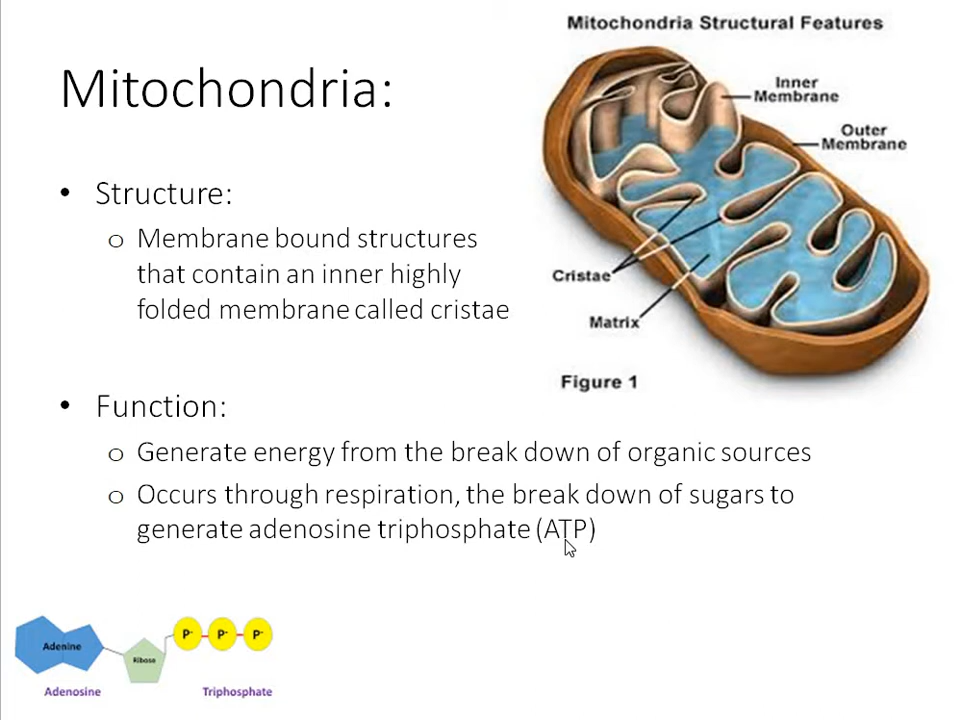 Mitochondria Structural Features
Mitochondria:
Inner
Membrane
Outer
Membrane
• Structure:
o Membrane bound structures
that contain an inner highly
folded membrane called cristae
Cristae
Matrix
Figure 1
• Function:
o Generate energy from the break down of organic sources
o Occurs through respiration, the break down of sugars to
generate adenosine triphosphate (ATP)
Adenine
Ribose
P- P- P-
Adenosine
Triphosphate